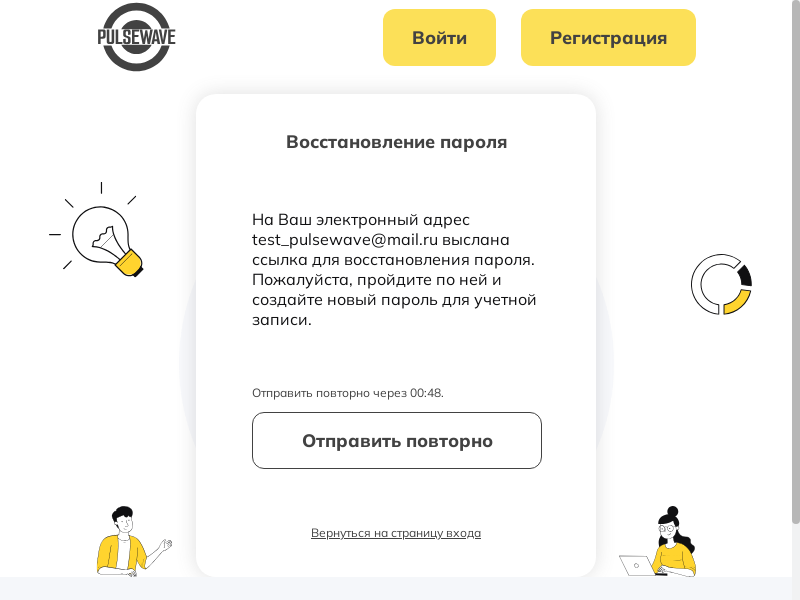 PULSEWAVE
Войти
Регистрация
Восстановление пароля
На Ваш электронный адрес
test_pulsewave@mail.ru выслана
ссылка для восстановления пароля.
Пожалуйста, пройдите по ней и
создайте новый пароль для учетной
записи.
Отправить повторно через 00:48.
Отправить повторно
Вернуться на страницу входа